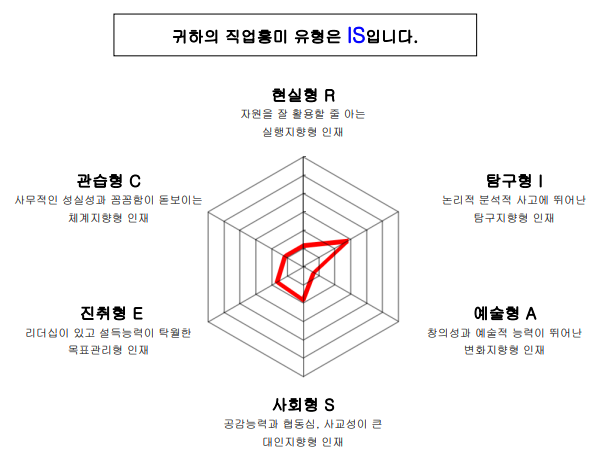 귀하의 직업흥미 유형은 IS입니다.
현실형 R
자원을 잘 활용할 줄 아는
실행지향형 인재
관습형 C
사무적인 성실성과 꼼꼼함이 돋보이는
체계지향형 인재
탐구형 I
논리적 분석적 사고에 뛰어난
탐구지향형 인재
진취형 E
리더십이 있고 설득능력이 탁월한
목표관리형 인재
예술형 A
창의성과 예술적 능력이 뛰어난
변화지향형 인재
사회형 S
공감능력과 협동심, 사교성이 큰
대인지향형 인재